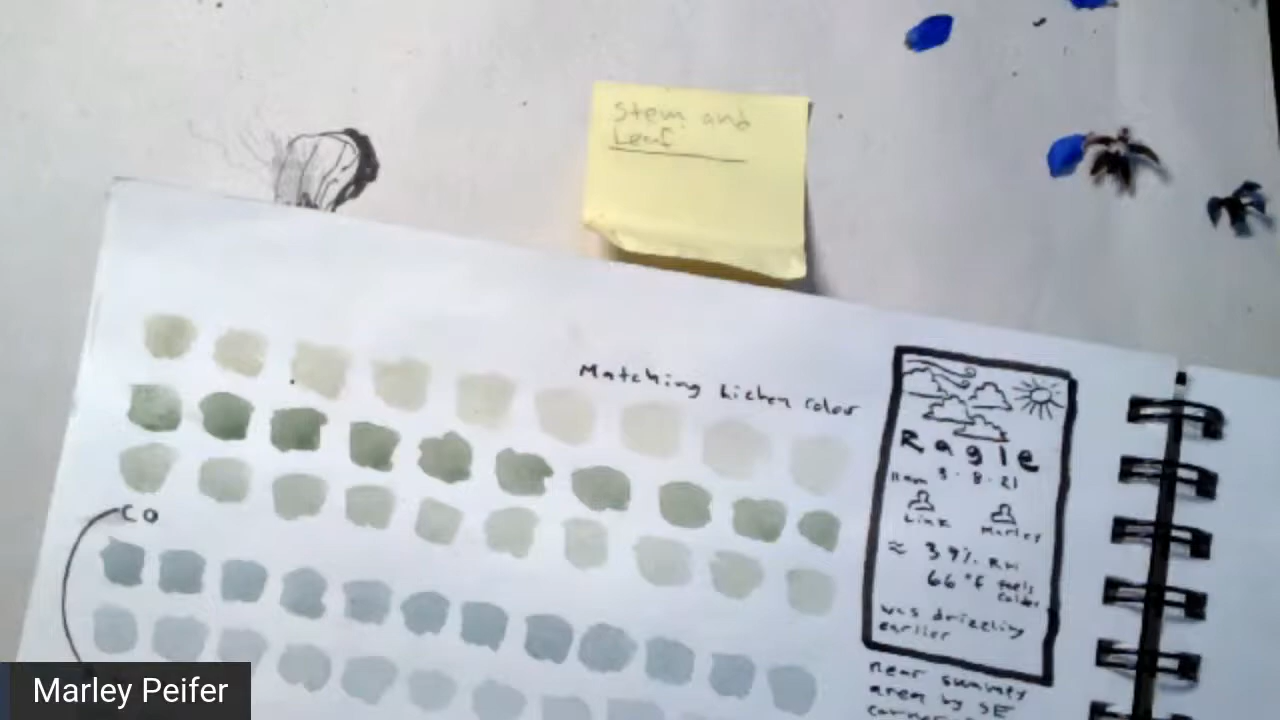 Stem and
Leaf
Matching Lichen Color
Ragle
11am 3·8·21
Link Marley
≈ 39% RH
66°F feels
colder
was drizzling
earlier
near swampy
area by SE
corner
CO
Marley Peifer